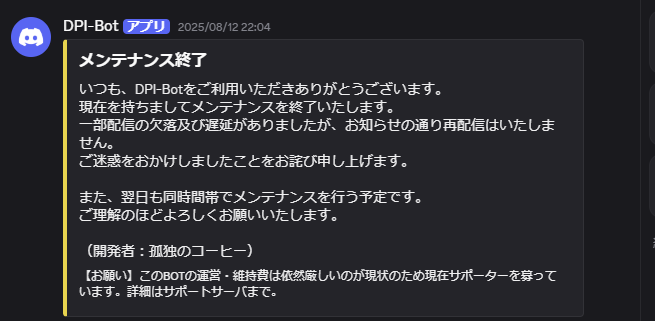 DPI-Bot アプリ 2025/08/12 22:04
メンテナンス終了
いつも、DPI-Botをご利用いただきありがとうございます。
現在を持ちましてメンテナンスを終了いたします。
一部配信の欠落及び遅延がありましたが、お知らせの通り再配信はいたしま
せん。
ご迷惑をおかけしましたことをお詫び申し上げます。
また、翌日も同時間帯でメンテナンスを行う予定です。
ご理解のほどよろしくお願いいたします。
（開発者：孤独のコーヒー）
【お願い】このBOTの運営・維持費は依然厳しいのが現状のため現在サポーターを募って
います。詳細はサポートサーバまで。